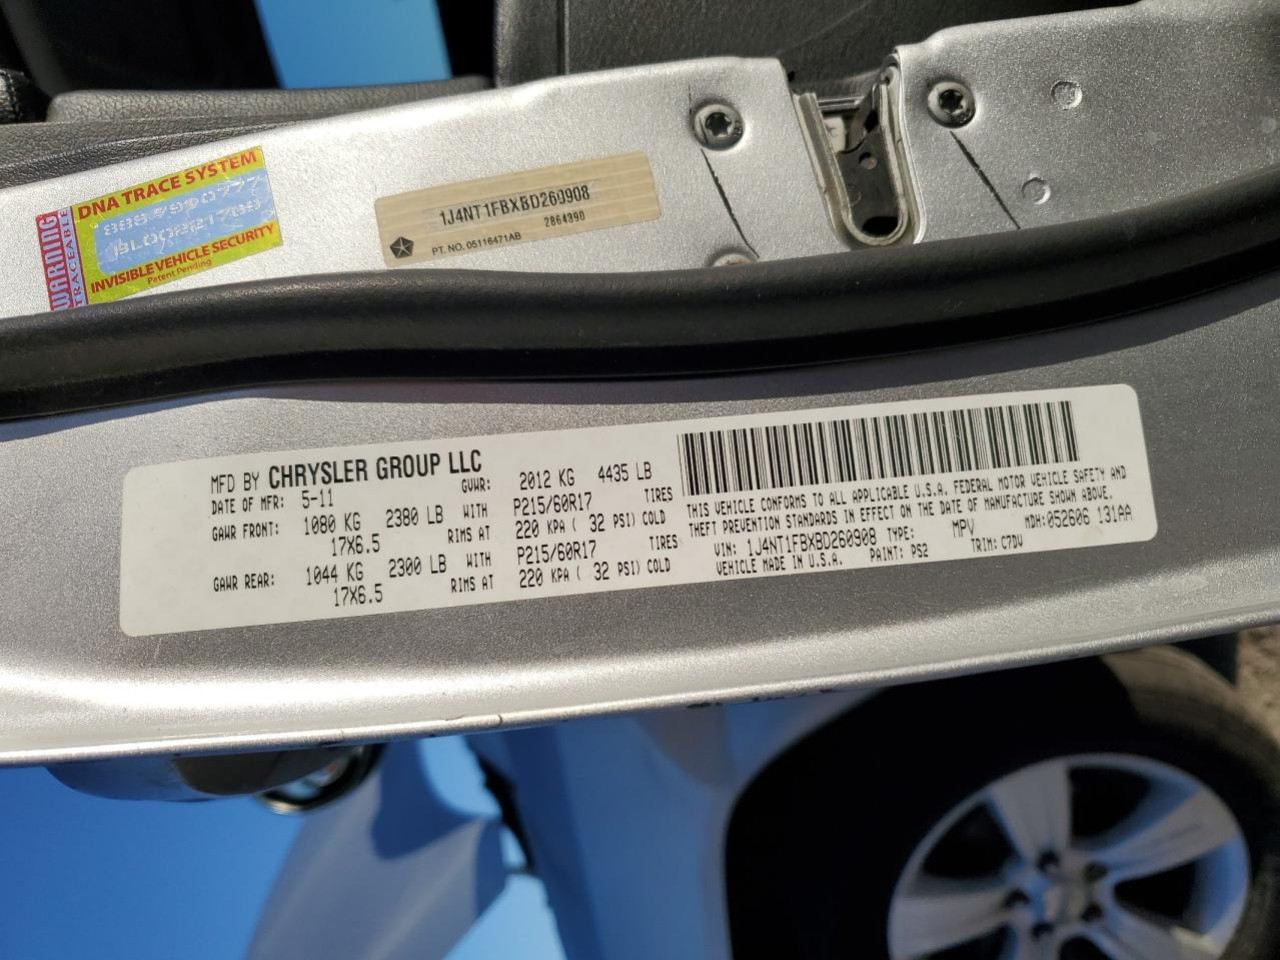 WARNING
TRACEABLE
DNA TRACE SYSTEM
888 7990777
INVISIBLE VEHICLE SECURITY
Patent Pending
1J4NT1FBXBD260908
2864390
PT. NO. 05116471AB
MFD BY CHRYSLER GROUP LLC
DATE OF MFR: 5-11 GVWR: 2012 KG 4435 LB
GAWR FRONT: 1080 KG 2380 LB WITH P215/60R17 TIRES
17X6.5 RIMS AT 220 KPA ( 32 PSI) COLD
GAWR REAR: 1044 KG 2300 LB WITH P215/60R17 TIRES
17X6.5 RIMS AT 220 KPA ( 32 PSI) COLD
THIS VEHICLE CONFORMS TO ALL APPLICABLE U.S.A. FEDERAL MOTOR VEHICLE SAFETY AND
THEFT PREVENTION STANDARDS IN EFFECT ON THE DATE OF MANUFACTURE SHOWN ABOVE.
VIN: 1J4NT1FBXBD260908 TYPE: MPV MDH:052606 131AA
VEHICLE MADE IN U.S.A. PAINT: PS2 TRIM: C7DV